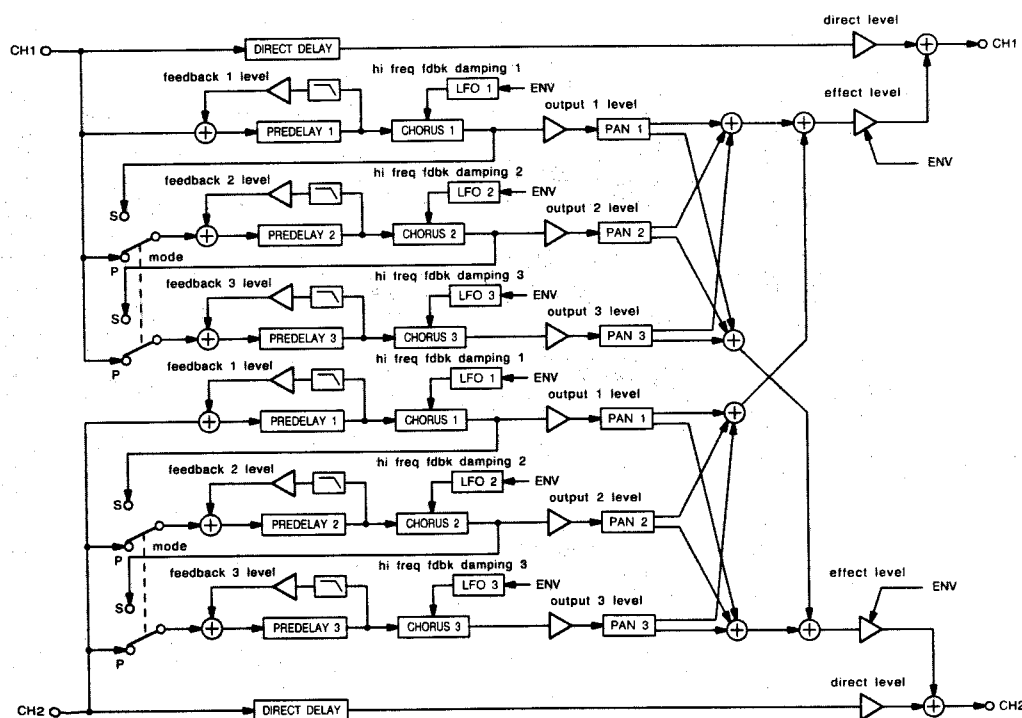 direct level
CH1
DIRECT DELAY
CH1
hi freq fdbk damping 1
feedback 1 level
LFO 1
ENV
effect level
output 1 level
PREDELAY 1
CHORUS 1
PAN 1
ENV
hi freq fdbk damping 2
feedback 2 level
LFO 2
ENV
S
output 2 level
PREDELAY 2
CHORUS 2
PAN 2
mode
P
hi freq fdbk damping 3
feedback 3 level
LFO 3
ENV
S
output 3 level
PREDELAY 3
CHORUS 3
PAN 3
P
hi freq fdbk damping 1
feedback 1 level
LFO 1
ENV
output 1 level
PREDELAY 1
CHORUS 1
PAN 1
hi freq fdbk damping 2
feedback 2 level
LFO 2
ENV
S
output 2 level
PREDELAY 2
CHORUS 2
PAN 2
mode
P
hi freq fdbk damping 3
feedback 3 level
LFO 3
ENV
effect level
ENV
S
output 3 level
PREDELAY 3
CHORUS 3
PAN 3
P
direct level
CH2
DIRECT DELAY
CH2